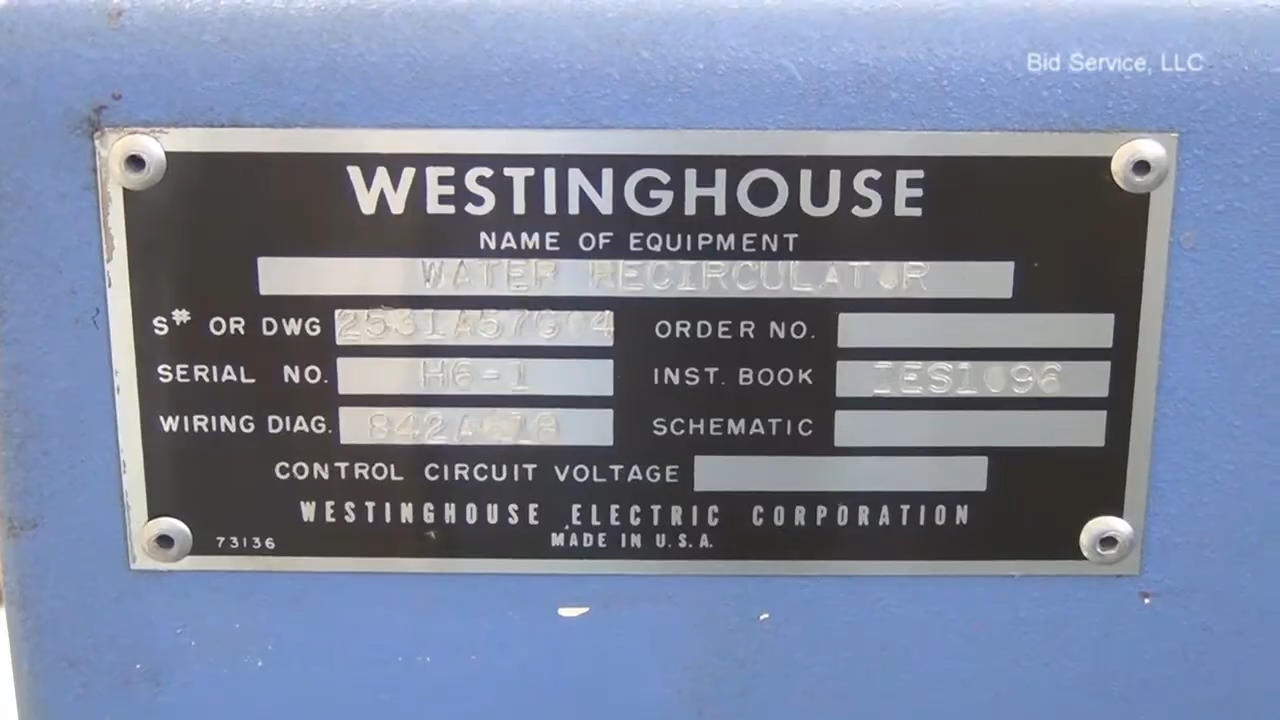 Bid Service, LLC
WESTINGHOUSE
NAME OF EQUIPMENT
WATER RECIRCULATOR
S# OR DWG 2531A57G04 ORDER NO.
SERIAL NO. H6-1 INST. BOOK IES1096
WIRING DIAG. SCHEMATIC
CONTROL CIRCUIT VOLTAGE
WESTINGHOUSE ELECTRIC CORPORATION
73136 MADE IN U.S.A.